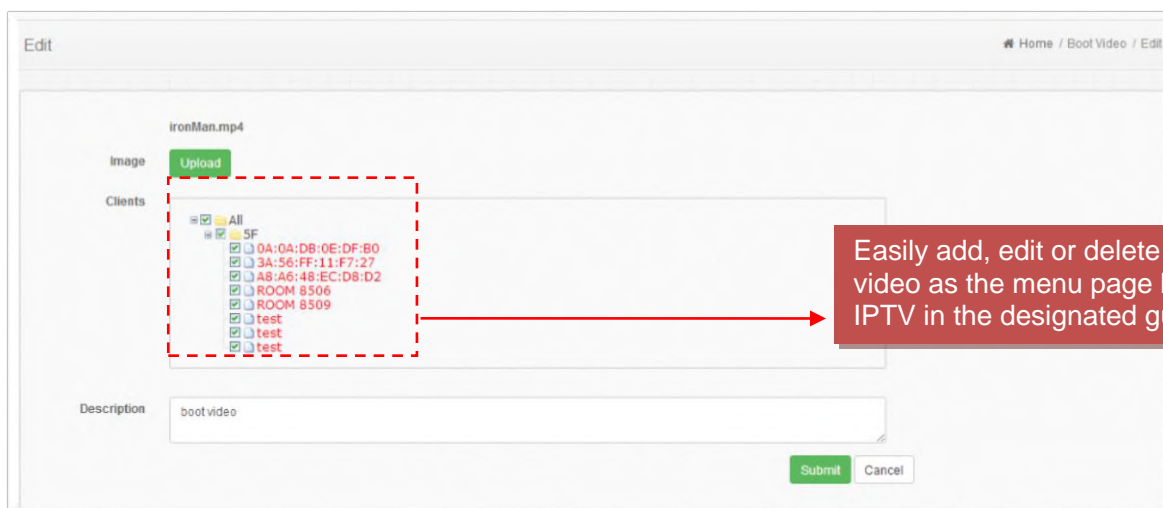 Edit
Home / Boot Video / Edit
ironMan.mp4
Image
Upload
Clients
All
5F
0A:0A:DB:0E:DF:B0
3A:56:FF:11:F7:27
A8:A6:48:EC:D8:D2
ROOM 8506
ROOM 8509
test
test
test
Easily add, edit or delete
video as the menu page
IPTV in the designated
Description
boot video
Submit
Cancel